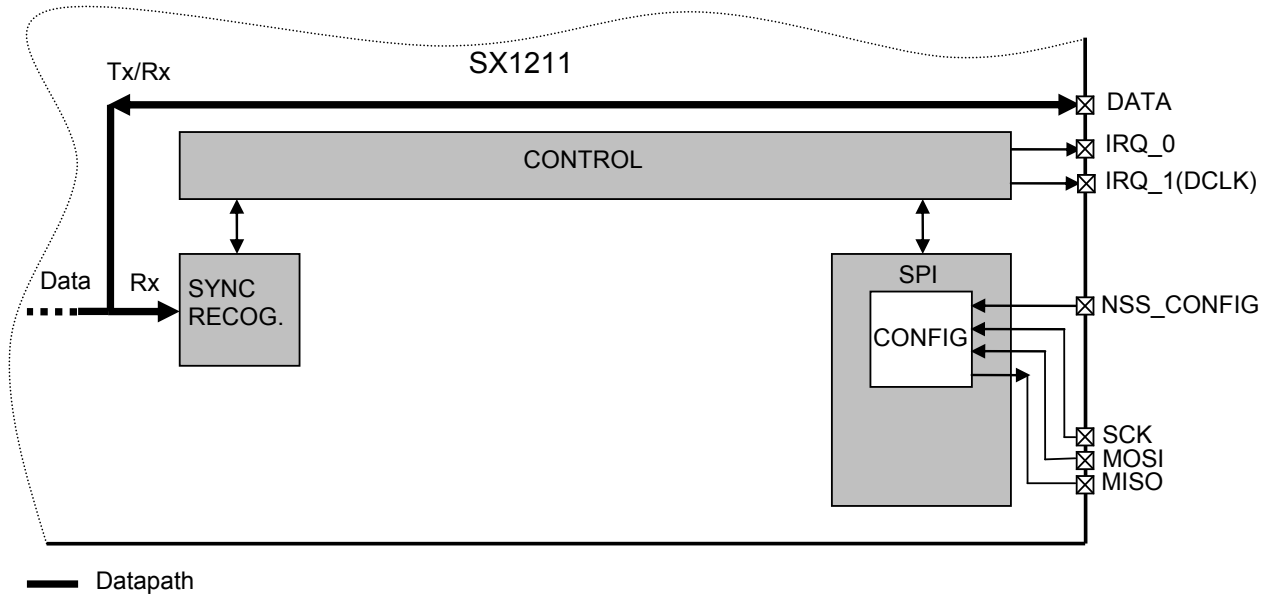 SX1211
Tx/Rx
DATA
IRQ_0
CONTROL
IRQ_1(DCLK)
Data
Rx
SYNC
RECOG.
SPI
NSS_CONFIG
CONFIG
SCK
MOSI
MISO
Datapath